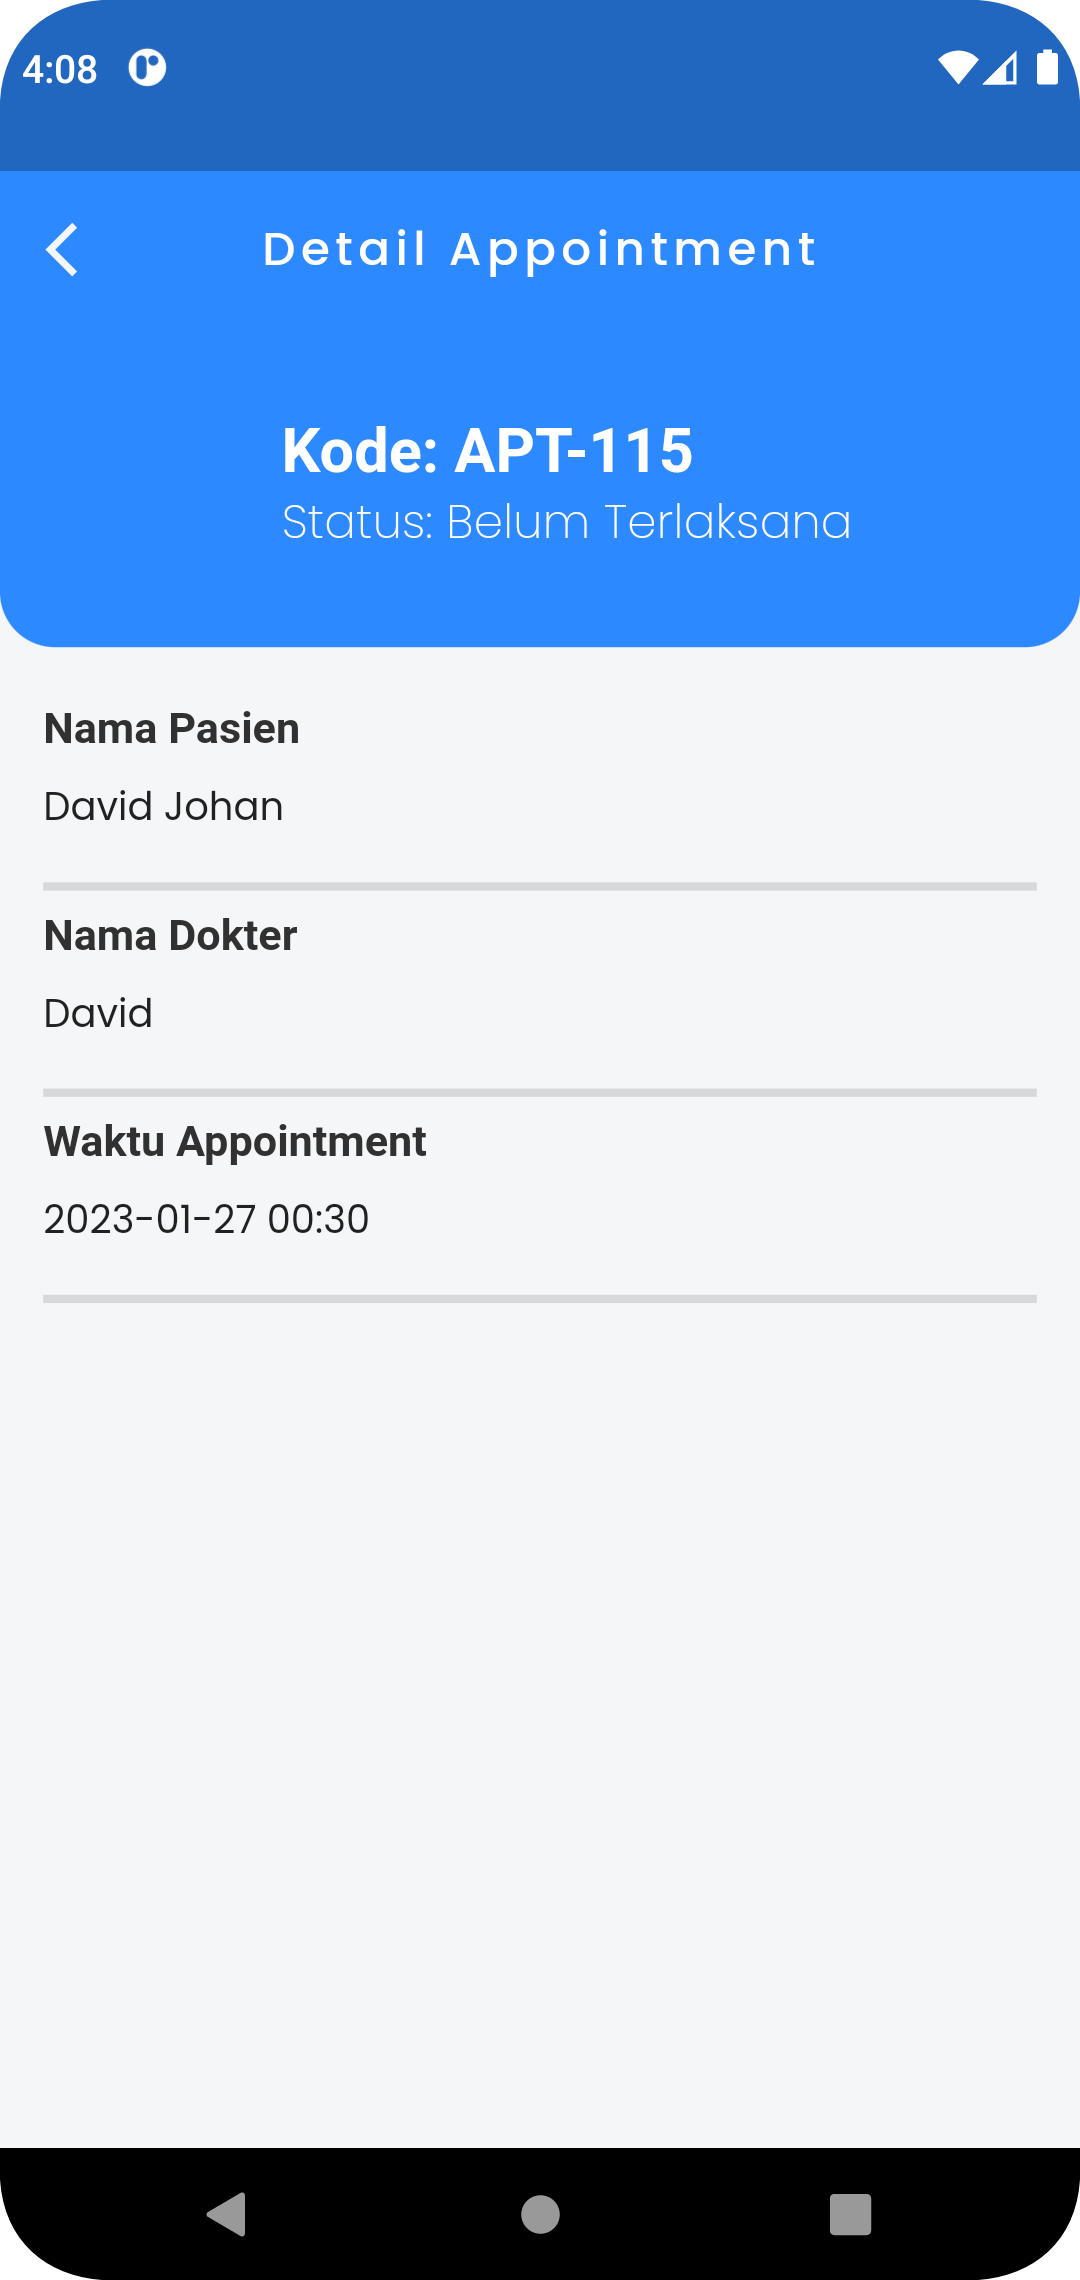 4:08
Detail Appointment
Kode: APT-115
Status: Belum Terlaksana
Nama Pasien
David Johan
Nama Dokter
David
Waktu Appointment
2023-01-27 00:30